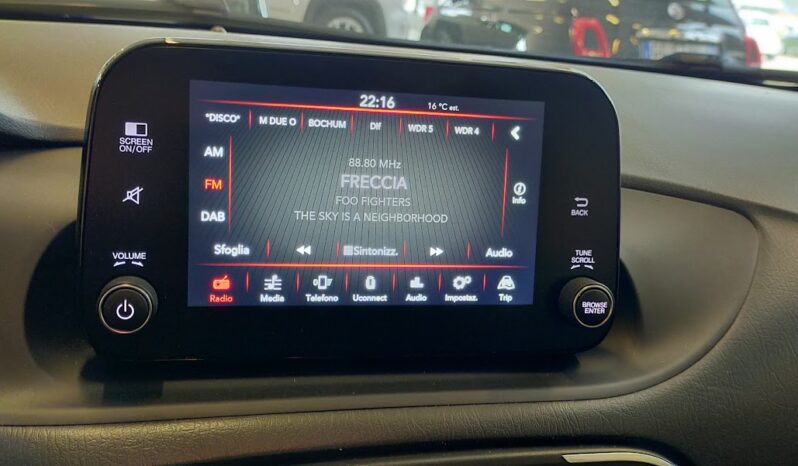 22:16
16 °C est.
"DISCO" M DUE O BOCHUM Dlf WDR 5 WDR 4
SCREEN
ON/OFF
AM
88.80 MHz
FM
FRECCIA
Info
FOO FIGHTERS
DAB
THE SKY IS A NEIGHBORHOOD
BACK
VOLUME
Sfoglia
Sintonizz.
Audio
TUNE
SCROLL
Radio Media Telefono Uconnect Audio Impostaz. Trip
BROWSE
ENTER